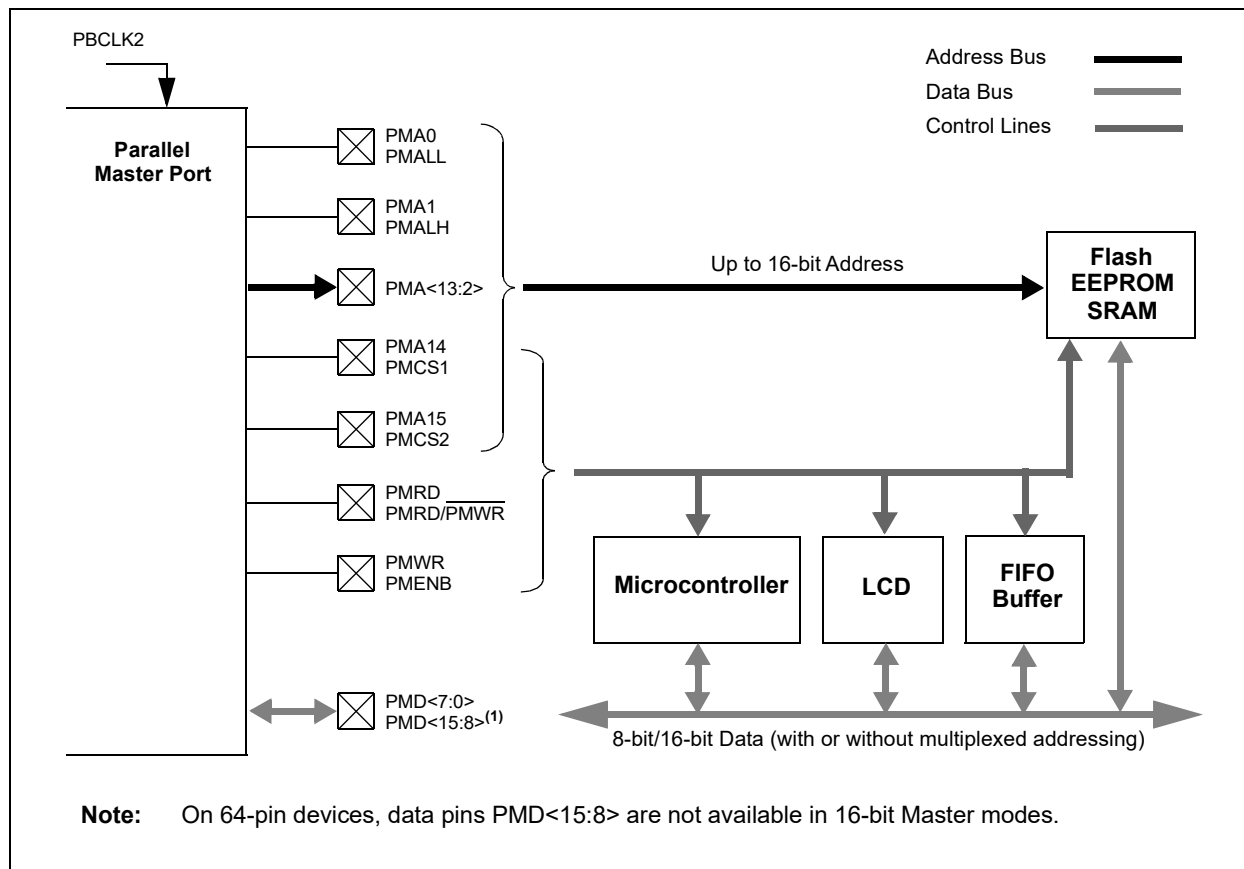 PBCLK2
Address Bus
Data Bus
Control Lines
Parallel
Master Port
PMA0
PMALL
PMA1
PMALH
PMA<13:2>
PMA14
PMCS1
PMA15
PMCS2
PMRD
PMRD/PMWR
PMWR
PMENB
PMD<7:0>
PMD<15:8>(1)
Up to 16-bit Address
Flash
EEPROM
SRAM
Microcontroller
LCD
FIFO
Buffer
8-bit/16-bit Data (with or without multiplexed addressing)
Note: On 64-pin devices, data pins PMD<15:8> are not available in 16-bit Master modes.